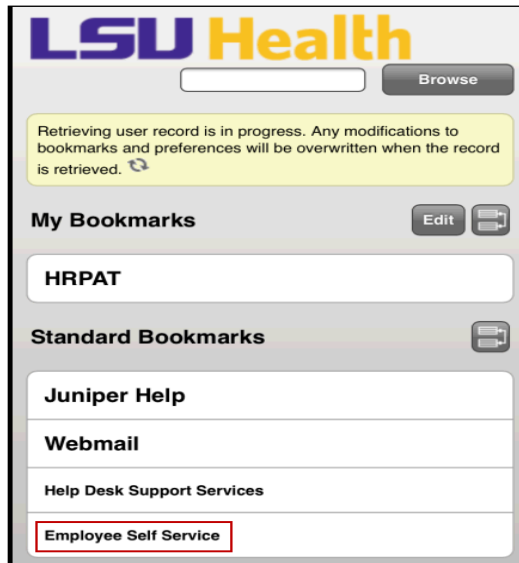 LSU Health
Browse
Retrieving user record is in progress. Any modifications to
bookmarks and preferences will be overwritten when the record
is retrieved.
My Bookmarks
Edit
HRPAT
Standard Bookmarks
Juniper Help
Webmail
Help Desk Support Services
Employee Self Service